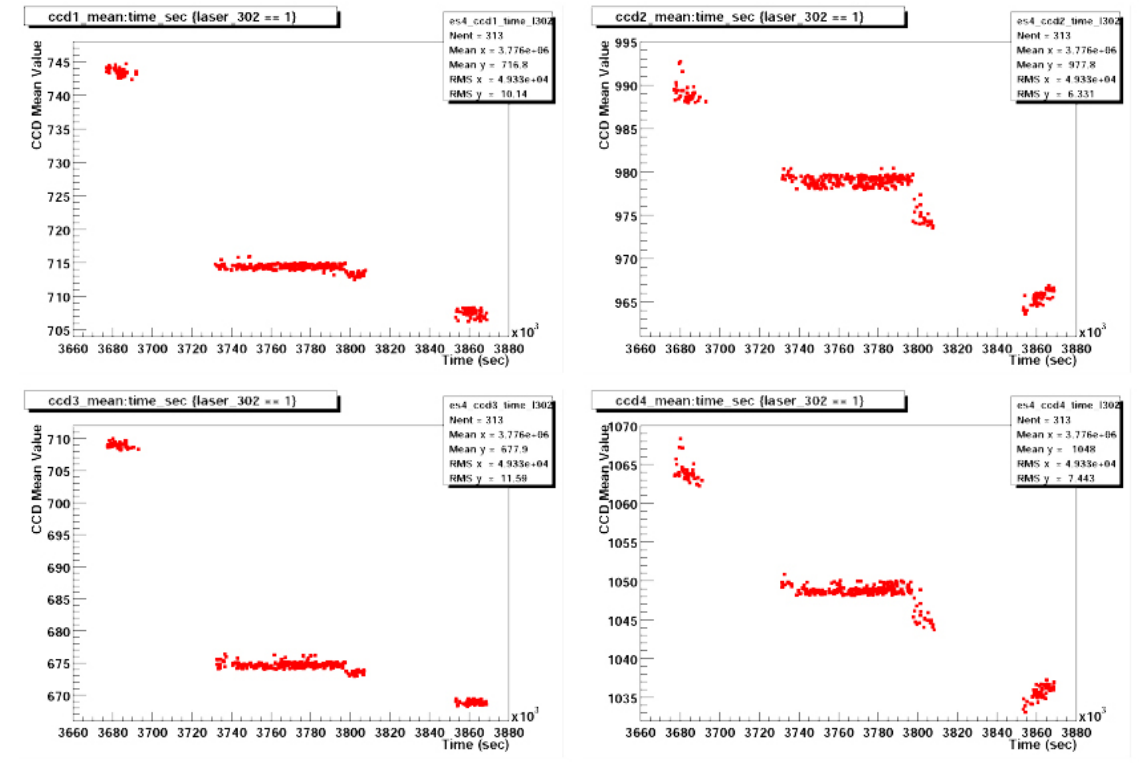 ccd1_mean:time_sec {laser_302 == 1}
es4_ccd1_time_l302
Nent = 313
Mean x = 3.776e+06
Mean y = 716.8
RMS x = 4.933e+04
RMS y = 10.14
CCD Mean Value
745
740
735
730
725
720
715
710
705
3660 3680 3700 3720 3740 3760 3780 3800 3820 3840 3860 3880
x10³
Time (sec)
ccd2_mean:time_sec {laser_302 == 1}
es4_ccd2_time_l302
Nent = 313
Mean x = 3.776e+06
Mean y = 977.8
RMS x = 4.933e+04
RMS y = 6.331
CCD Mean Value
995
990
985
980
975
970
965
3660 3680 3700 3720 3740 3760 3780 3800 3820 3840 3860 3880
x10³
Time (sec)
ccd3_mean:time_sec {laser_302 == 1}
es4_ccd3_time_l302
Nent = 313
Mean x = 3.776e+06
Mean y = 677.9
RMS x = 4.933e+04
RMS y = 11.59
CCD Mean Value
710
705
700
695
690
685
680
675
670
3660 3680 3700 3720 3740 3760 3780 3800 3820 3840 3860 3880
x10³
Time (sec)
ccd4_mean:time_sec {laser_302 == 1}
es4_ccd4_time_l302
Nent = 313
Mean x = 3.776e+06
Mean y = 1048
RMS x = 4.933e+04
RMS y = 7.443
CCD Mean Value
1070
1065
1060
1055
1050
1045
1040
1035
3660 3680 3700 3720 3740 3760 3780 3800 3820 3840 3860 3880
x10³
Time (sec)